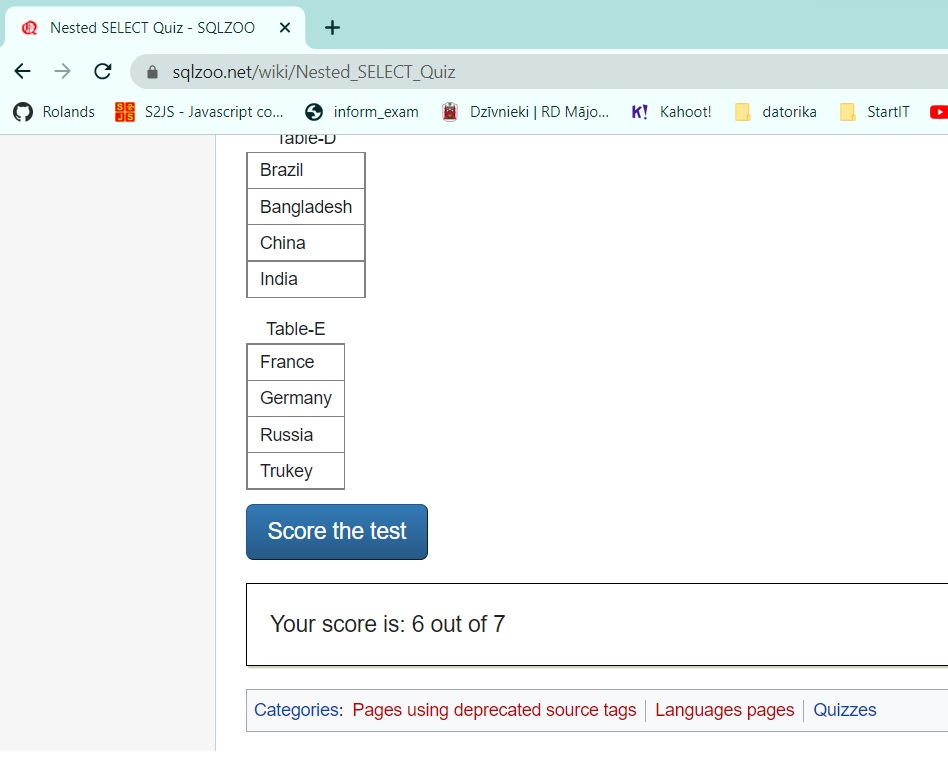 Nested SELECT Quiz - SQLZOO
sqlzoo.net/wiki/Nested_SELECT_Quiz
Rolands S2JS - Javascript co... inform_exam Dzīvnieki | RD Mājo... K! Kahoot! datorika StartIT
Table-D
Brazil
Bangladesh
China
India
Table-E
France
Germany
Russia
Trukey
Score the test
Your score is: 6 out of 7
Categories: Pages using deprecated source tags Languages pages Quizzes